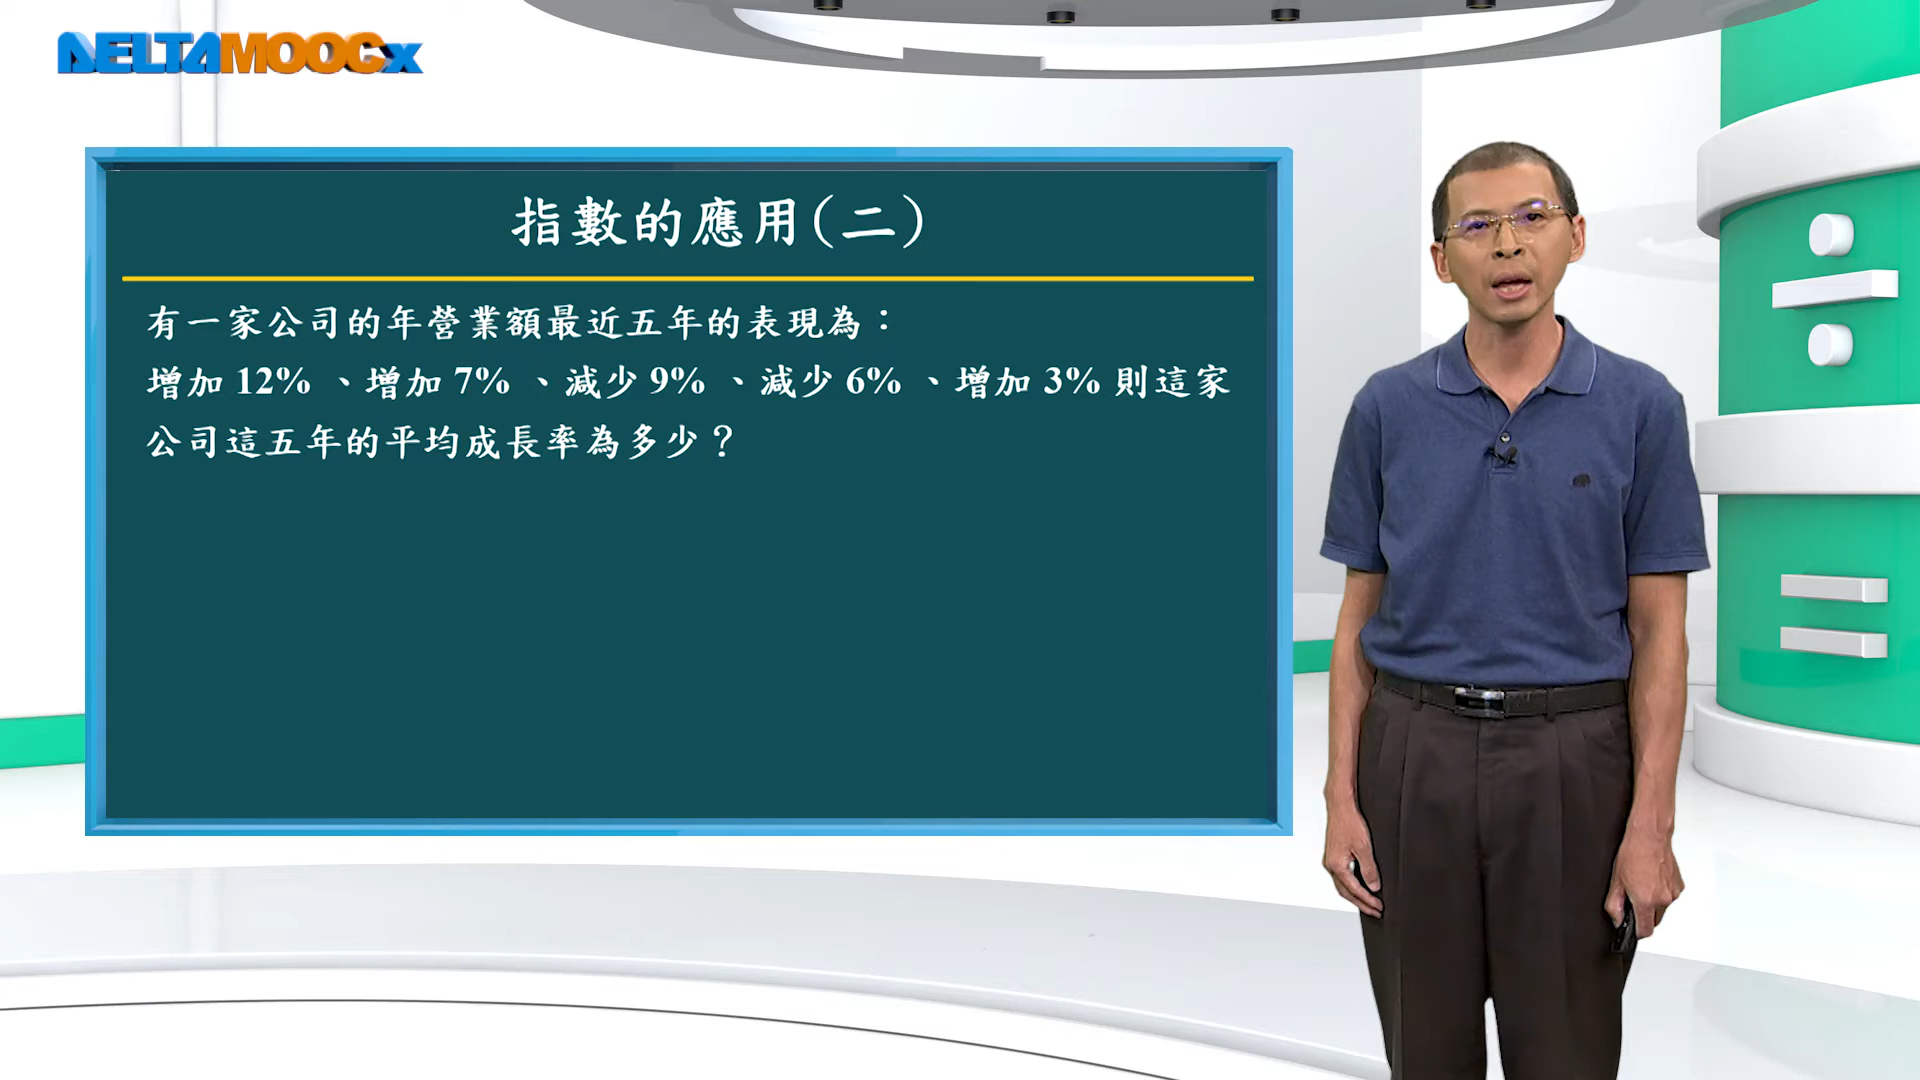 DELTAMOOCx
指數的應用(二)
有一家公司的年營業額最近五年的表現為：
增加 12% 、增加 7% 、減少 9% 、減少 6% 、增加 3% 則這家
公司這五年的平均成長率為多少？